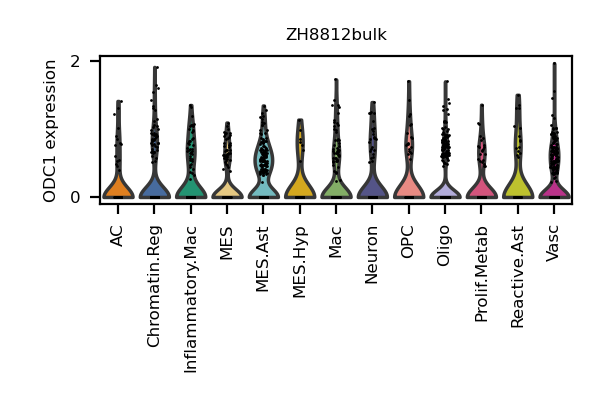 ZH8812bulk
ODC1 expression
2
0
AC
Chromatin.Reg
Inflammatory.Mac
MES
MES.Ast
MES.Hyp
Mac
Neuron
OPC
Oligo
Prolif.Metab
Reactive.Ast
Vasc